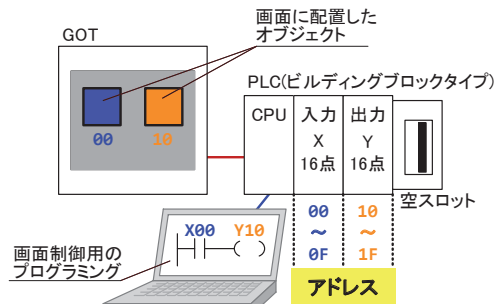 画面に配置した
オブジェクト
GOT
00 10
PLC(ビルディングブロックタイプ)
CPU 入力 出力
X Y
16点 16点
空スロット
00 10
~ ~
0F 1F
アドレス
X00 Y10
画面制御用の
プログラミング